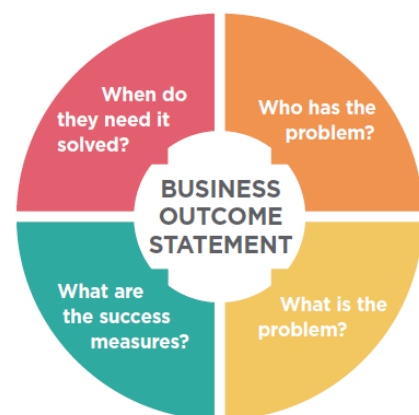 When do
they need it
solved?
Who has the
problem?
BUSINESS
OUTCOME
STATEMENT
What are
the success
measures?
What is the
problem?